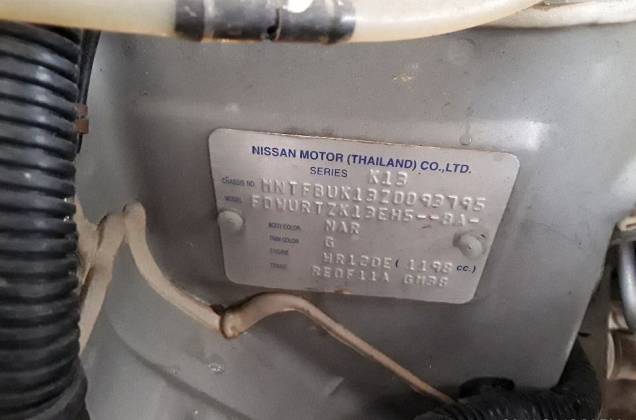 NISSAN MOTOR (THAILAND) CO.,LTD.
SERIES K13
CHASSIS NO. MNTFBUK13Z0093795
MODEL FDWURTZK13EH5--BA-
BODY COLOR NAR
TRIM COLOR G
ENGINE HR12DE ( 1198 cc.)
TRANS. RE0F11A GM38